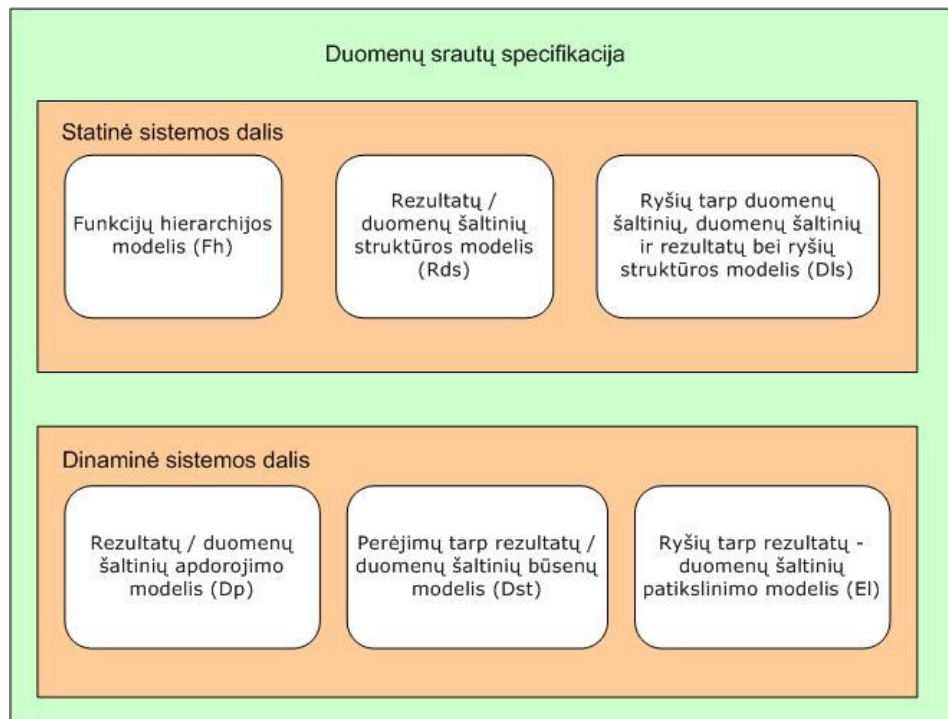 Duomenų srautų specifikacija
Statinė sistemos dalis
Funkcijų hierarchijos
modelis (Fh)
Rezultatų /
duomenų šaltinių
struktūros modelis
(Rds)
Ryšių tarp duomenų
šaltinių, duomenų šaltinių
ir rezultatų bei ryšių
struktūros modelis (Dls)
Dinaminė sistemos dalis
Rezultatų / duomenų
šaltinių apdorojimo
modelis (Dp)
Perėjimų tarp rezultatų /
duomenų šaltinių būsenų
modelis (Dst)
Ryšių tarp rezultatų -
duomenų šaltinių
patikslinimo modelis (El)